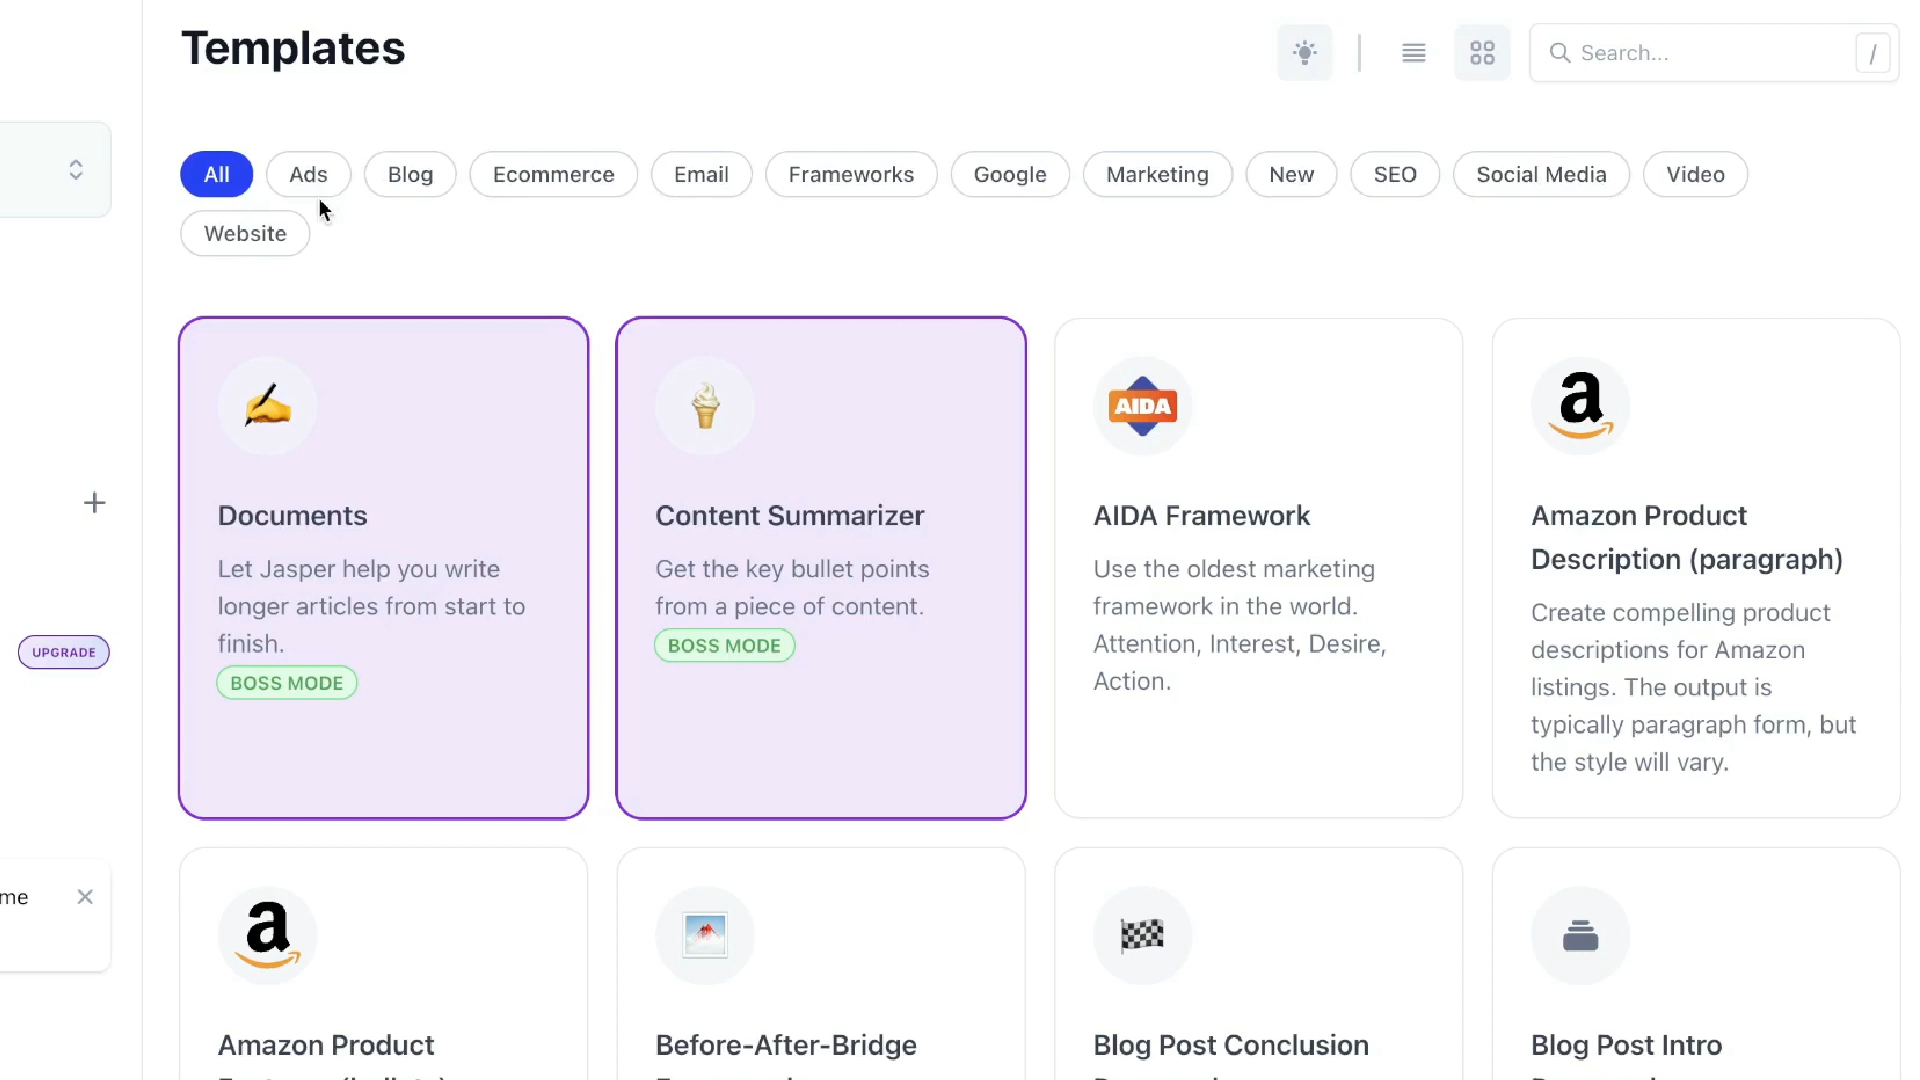 Templates
Search...
/
All
Ads
Blog
Ecommerce
Email
Frameworks
Google
Marketing
New
SEO
Social Media
Video
Website
Documents
Let Jasper help you write
longer articles from start to
finish.
BOSS MODE
Content Summarizer
Get the key bullet points
from a piece of content.
BOSS MODE
AIDA
AIDA Framework
Use the oldest marketing
framework in the world.
Attention, Interest, Desire,
Action.
a
Amazon Product
Description (paragraph)
Create compelling product
descriptions for Amazon
listings. The output is
typically paragraph form, but
the style will vary.
UPGRADE
me
a
Amazon Product
Before-After-Bridge
Blog Post Conclusion
Blog Post Intro